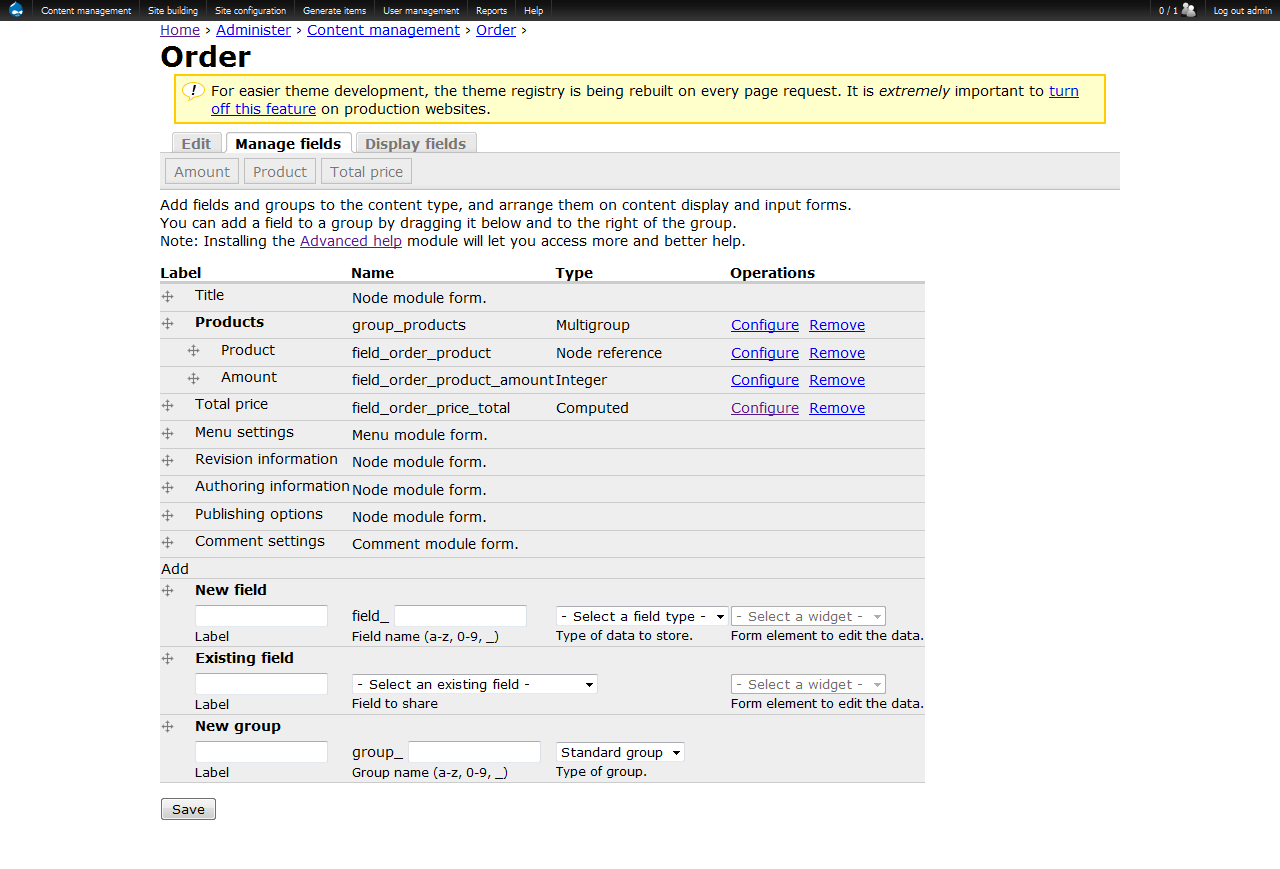 Content management Site building Site configuration Generate items User management Reports Help 0 / 1 Log out admin
Home › Administer › Content management › Order ›
Order
! For easier theme development, the theme registry is being rebuilt on every page request. It is extremely important to turn
off this feature on production websites.
Edit Manage fields Display fields
Amount Product Total price
Add fields and groups to the content type, and arrange them on content display and input forms.
You can add a field to a group by dragging it below and to the right of the group.
Note: Installing the Advanced help module will let you access more and better help.
Label Name Type Operations
Title Node module form.
Products group_products Multigroup Configure Remove
Product field_order_product Node reference Configure Remove
Amount field_order_product_amount Integer Configure Remove
Total price field_order_price_total Computed Configure Remove
Menu settings Menu module form.
Revision information Node module form.
Authoring information Node module form.
Publishing options Node module form.
Comment settings Comment module form.
Add
New field
field_ - Select a field type - - Select a widget -
Label Field name (a-z, 0-9, _) Type of data to store. Form element to edit the data.
Existing field
- Select an existing field - - Select a widget -
Label Field to share Form element to edit the data.
New group
group_ Standard group
Label Group name (a-z, 0-9, _) Type of group.
Save